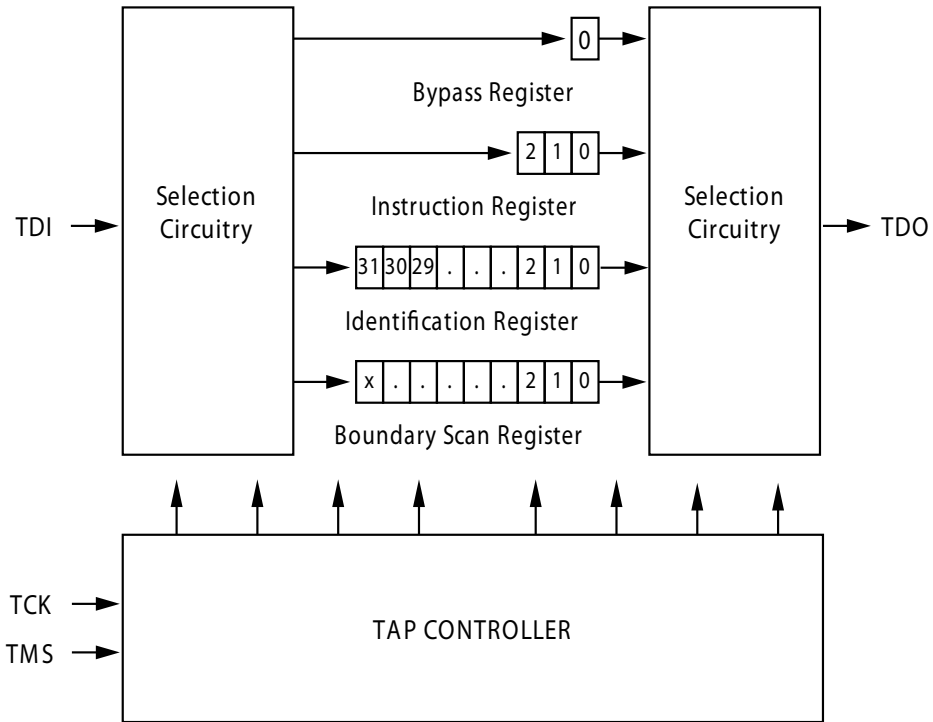 0
Bypass Register
2 1 0
Instruction Register
Selection
Circuitry
Selection
Circuitry
TDI
TDO
31 30 29 . . . 2 1 0
Identification Register
x . . . . . 2 1 0
Boundary Scan Register
TCK
TMS
TAP CONTROLLER